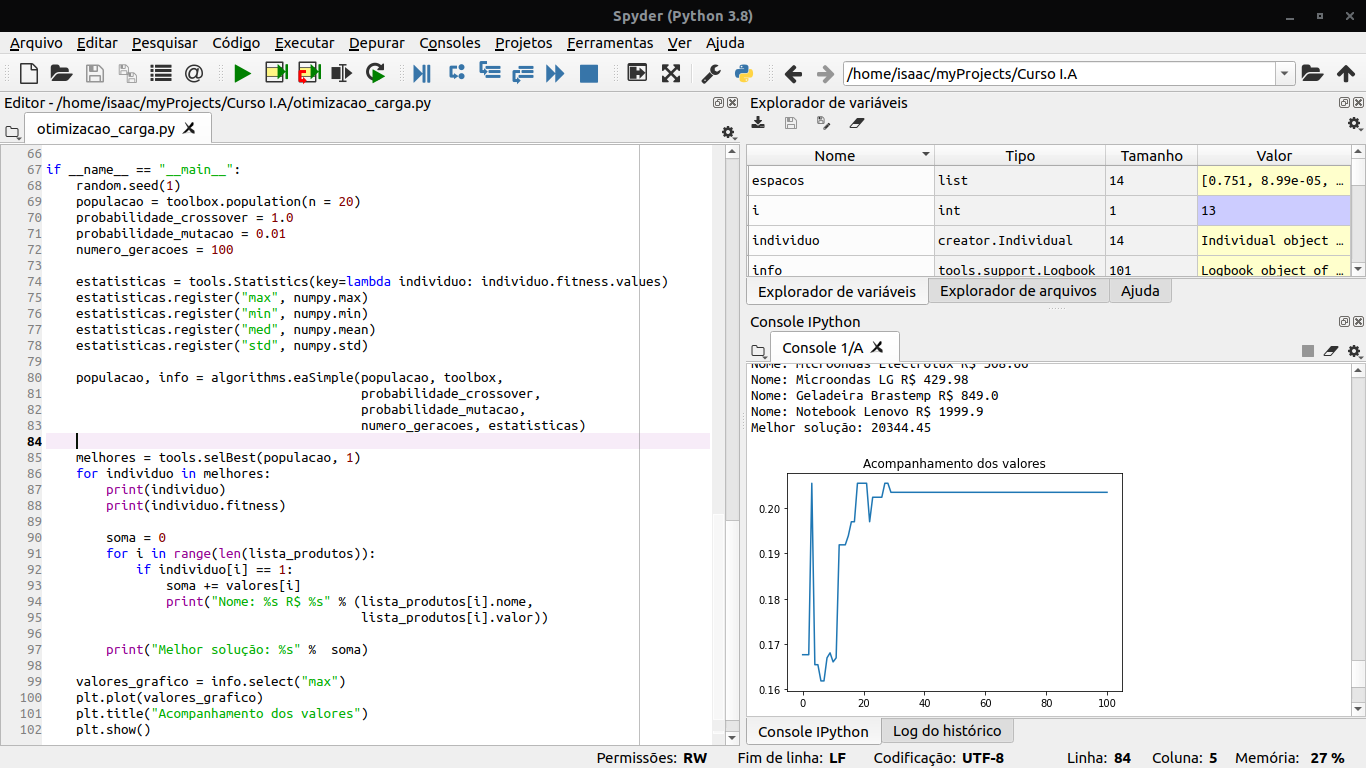 Spyder (Python 3.8)
Arquivo Editar Pesquisar Código Executar Depurar Consoles Projetos Ferramentas Ver Ajuda
/home/isaac/myProjects/Curso I.A
Editor - /home/isaac/myProjects/Curso I.A/otimizacao_carga.py
otimizacao_carga.py
66
67 if __name__ == "__main__":
68     random.seed(1)
69     populacao = toolbox.population(n = 20)
70     probabilidade_crossover = 1.0
71     probabilidade_mutacao = 0.01
72     numero_geracoes = 100
73
74     estatisticas = tools.Statistics(key=lambda individuo: individuo.fitness.values)
75     estatisticas.register("max", numpy.max)
76     estatisticas.register("min", numpy.min)
77     estatisticas.register("med", numpy.mean)
78     estatisticas.register("std", numpy.std)
79
80     populacao, info = algorithms.eaSimple(populacao, toolbox,
81                                           probabilidade_crossover,
82                                           probabilidade_mutacao,
83                                           numero_geracoes, estatisticas)
84
85     melhores = tools.selBest(populacao, 1)
86     for individuo in melhores:
87         print(individuo)
88         print(individuo.fitness)
89
90         soma = 0
91         for i in range(len(lista_produtos)):
92             if individuo[i] == 1:
93                 soma += valores[i]
94                 print("Nome: %s R$ %s" % (lista_produtos[i].nome,
95                                           lista_produtos[i].valor))
96
97         print("Melhor solução: %s" %  soma)
98
99     valores_grafico = info.select("max")
100     plt.plot(valores_grafico)
101     plt.title("Acompanhamento dos valores")
102     plt.show()
Explorador de variáveis
Nome Tipo Tamanho Valor
espacos list 14 [0.751, 8.99e-05, …
i int 1 13
individuo creator.Individual 14 Individual object …
info tools.support.Logbook 101 Logbook object of …
Explorador de variáveis Explorador de arquivos Ajuda
Console IPython
Console 1/A
Nome: Microondas Electrolux R$ 308.66
Nome: Microondas LG R$ 429.98
Nome: Geladeira Brastemp R$ 849.0
Nome: Notebook Lenovo R$ 1999.9
Melhor solução: 20344.45
Acompanhamento dos valores
0.20
0.19
0.18
0.17
0.16
0 20 40 60 80 100
Console IPython Log do histórico
Permissões: RW Fim de linha: LF Codificação: UTF-8 Linha: 84 Coluna: 5 Memória: 27 %